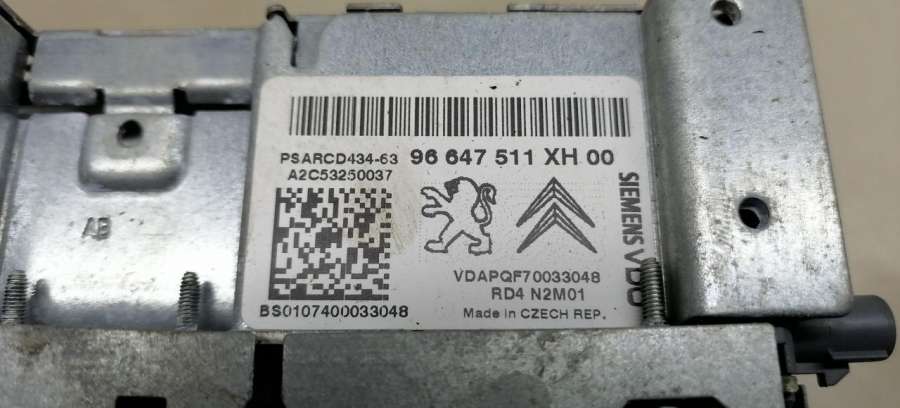 PSARCD434-63 96 647 511 XH 00
A2C53250037
SIEMENS VDO
VDAPQF70033048
RD4 N2M01
BS0107400033048
Made in CZECH REP.
AB